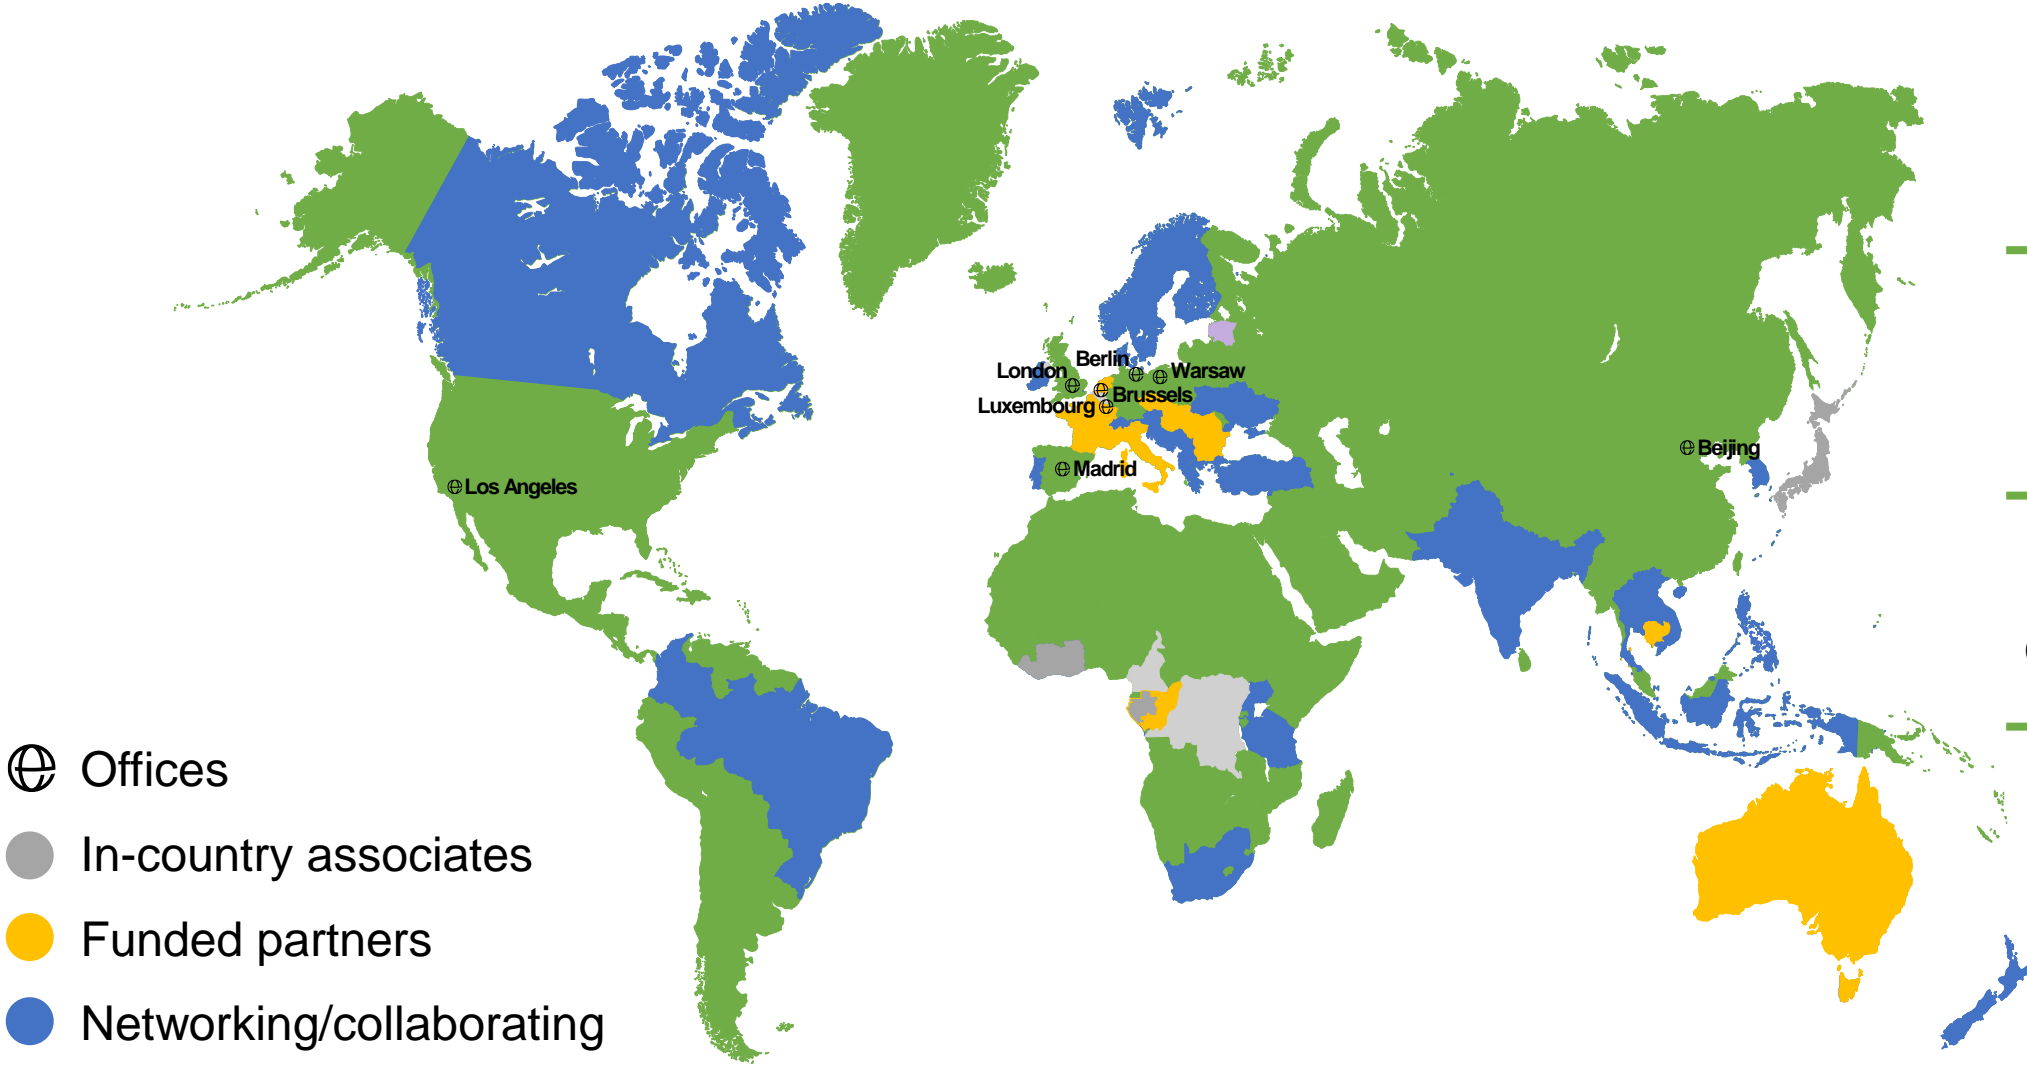 Berlin
London
Warsaw
Brussels
Luxembourg
Beijing
Madrid
Los Angeles
Offices
In-country associates
Funded partners
Networking/collaborating